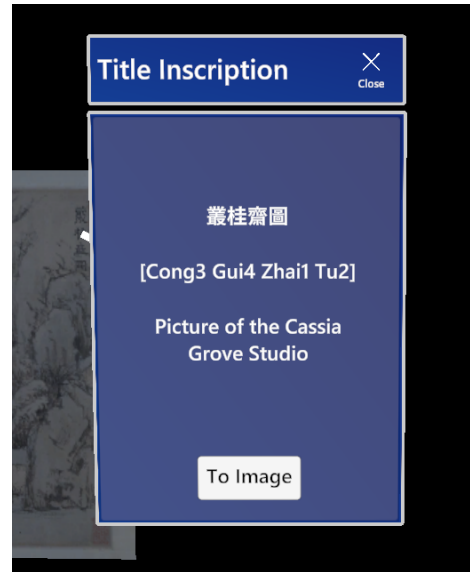 Title Inscription
Close
叢桂齋圖
[Cong3 Gui4 Zhai1 Tu2]
Picture of the Cassia
Grove Studio
To Image